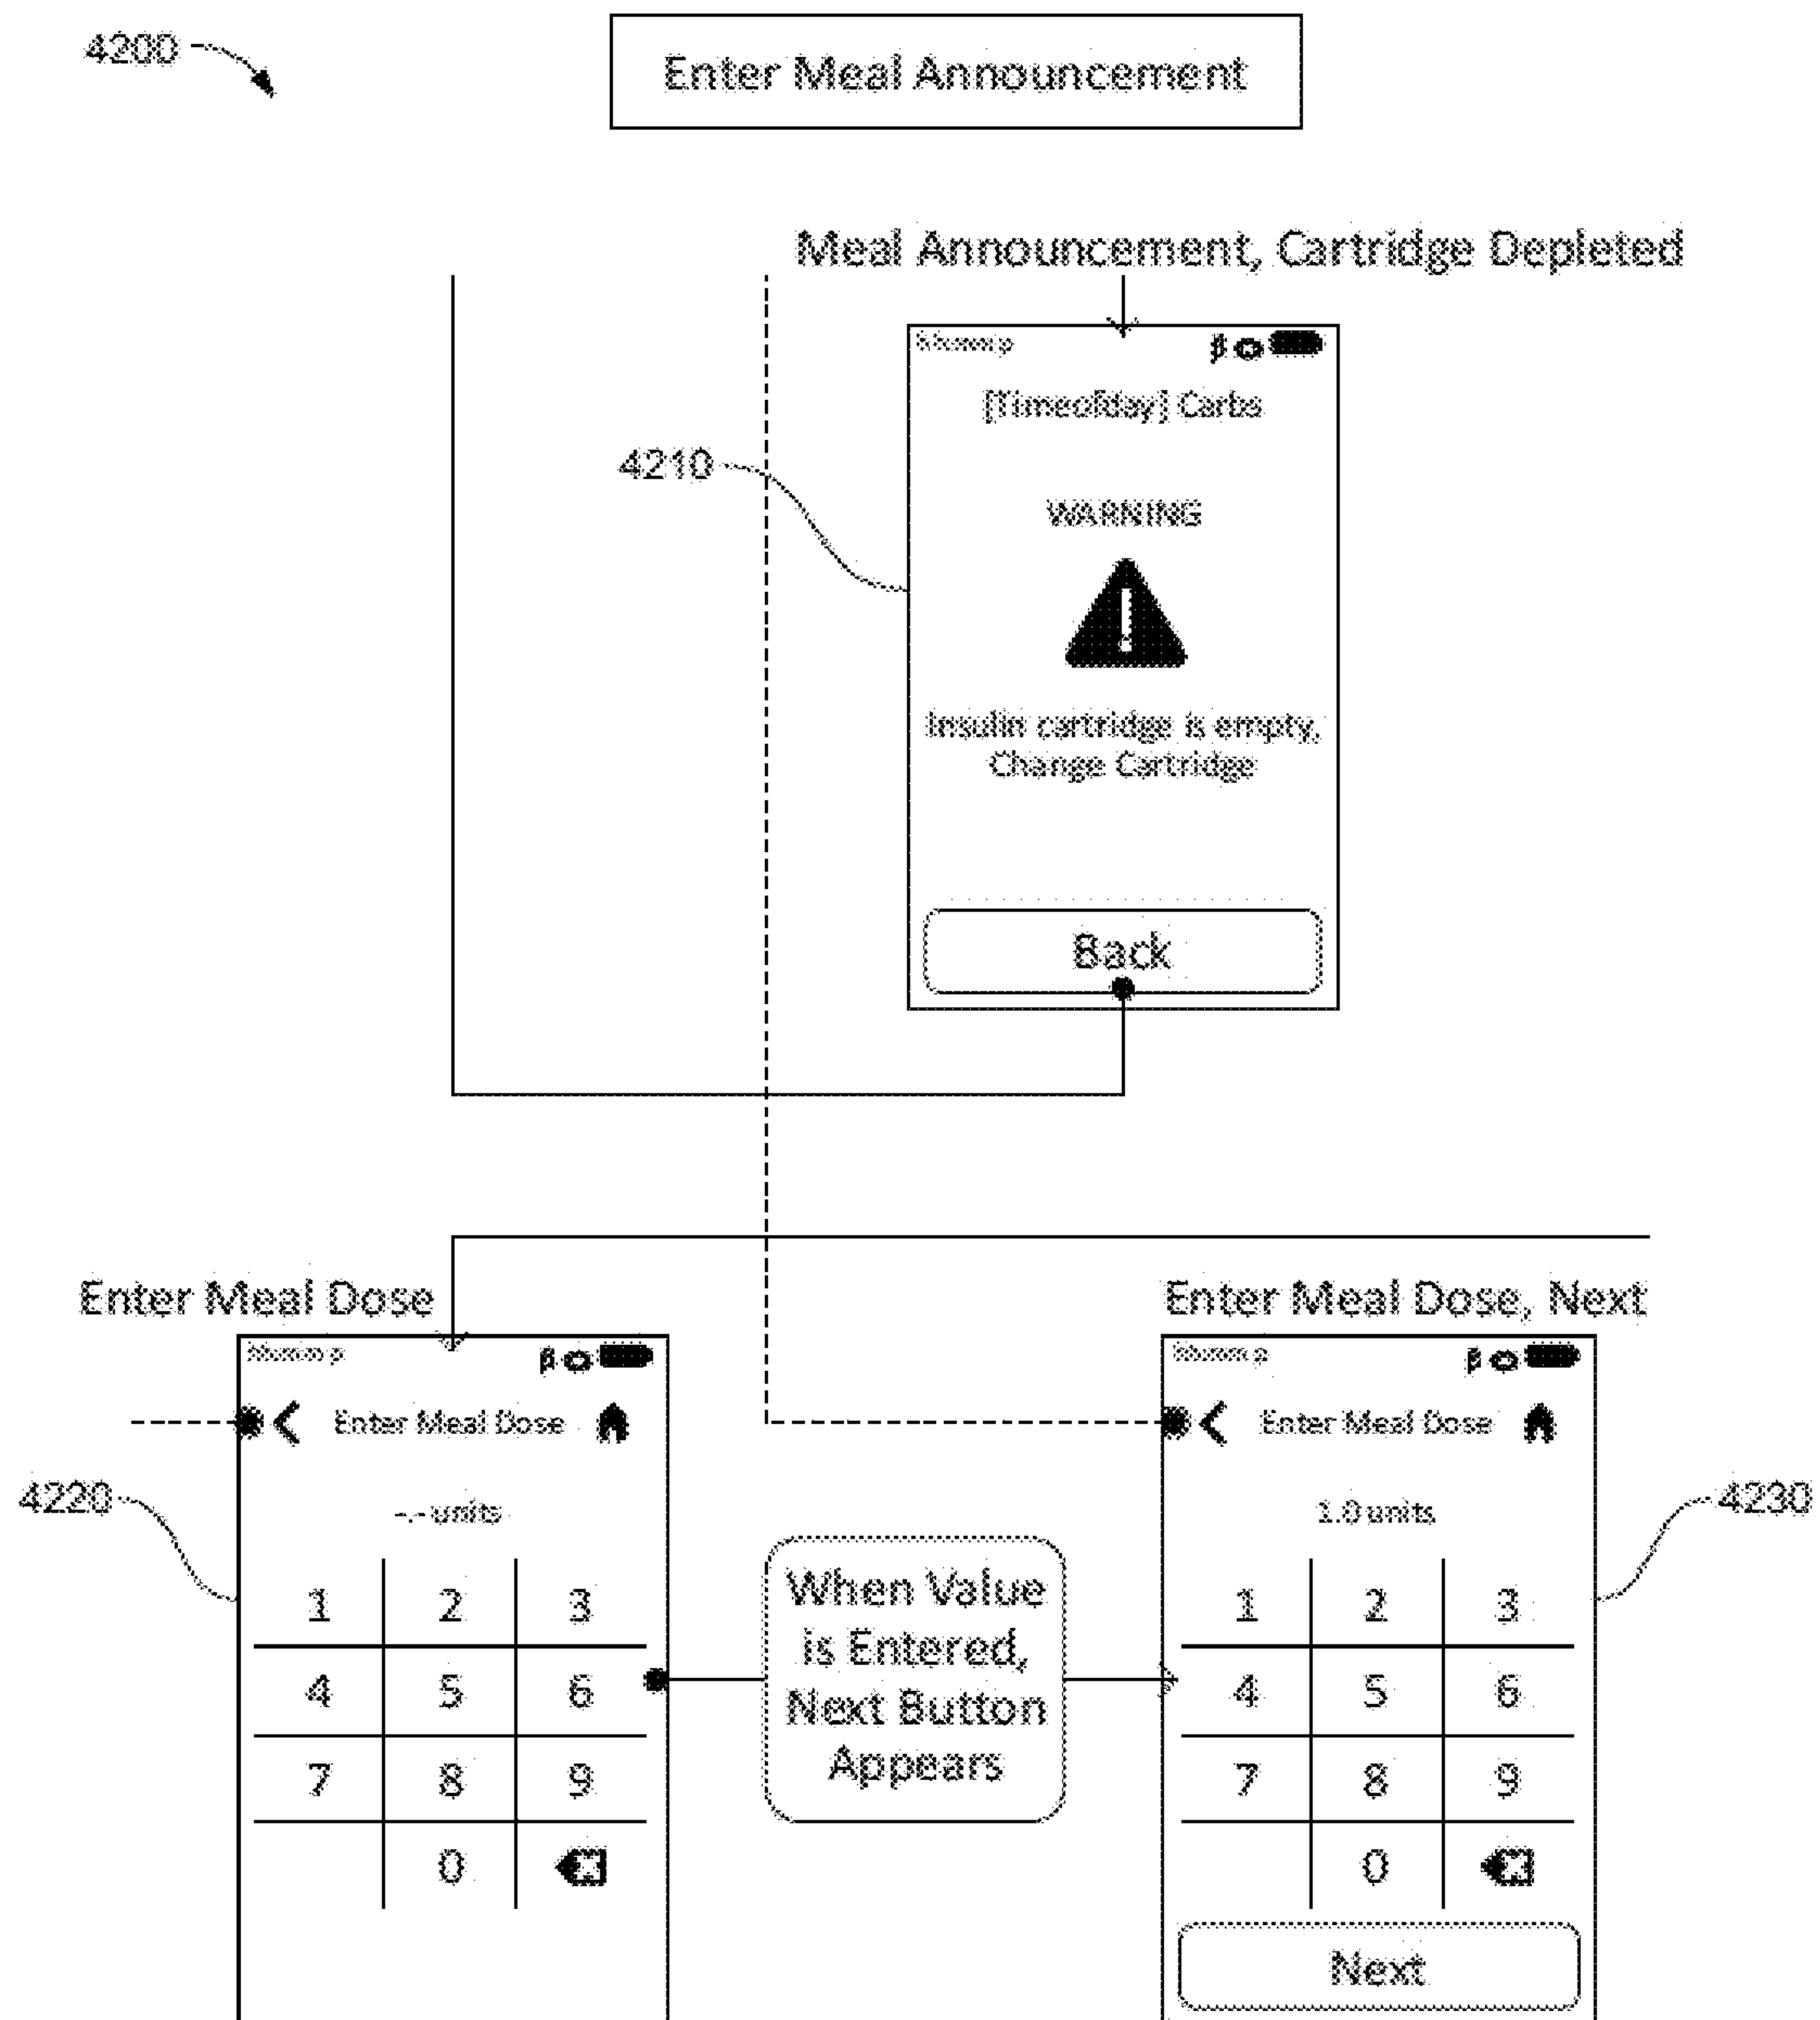 4200
Enter Meal Announcement
Meal Announcement, Cartridge Depleted
[Timeofday] Carbs
4210
WARNING
Insulin cartridge is empty,
Change Cartridge
Back
Enter Meal Dose
Enter Meal Dose, Next
β
β
β
Enter Meal Dose
Enter Meal Dose
4220
-.- units
1.0 units
4230
When Value
is Entered,
Next Button
Appears
1 2 3
4 5 6
7 8 9
0
1 2 3
4 5 6
7 8 9
0
Next